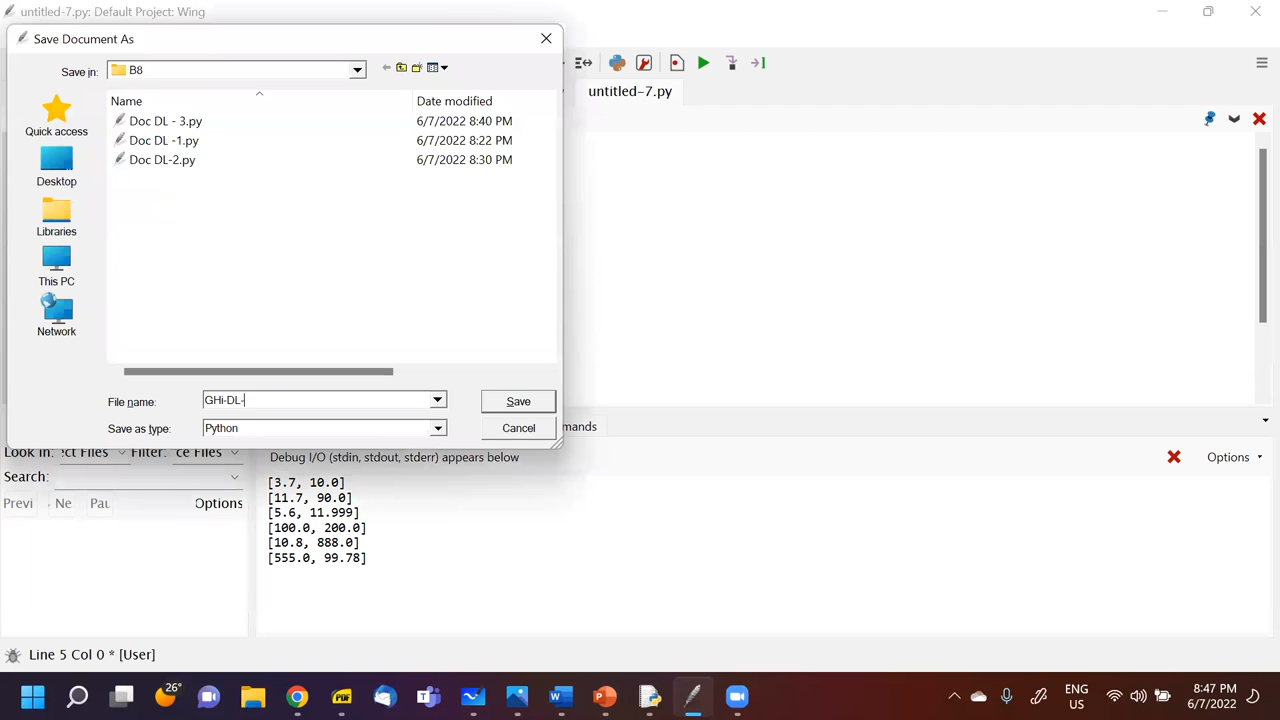 untitled-7.py: Default Project: Wing
Save Document As
Save in: B8
untitled-7.py
Name Date modified
Doc DL - 3.py 6/7/2022 8:40 PM
Doc DL -1.py 6/7/2022 8:22 PM
Doc DL-2.py 6/7/2022 8:30 PM
Quick access
Desktop
Libraries
This PC
Network
File name: GHi-DL- Save
Save as type: Python Cancel
mands
Look in: :ct Files Filter: ce Files
Debug I/O (stdin, stdout, stderr) appears below Options
Search:
Previ Ne Pau Options
[3.7, 10.0]
[11.7, 90.0]
[5.6, 11.999]
[100.0, 200.0]
[10.8, 888.0]
[555.0, 99.78]
Line 5 Col 0 * [User]
26°
PDF
ENG
US
8:47 PM
6/7/2022